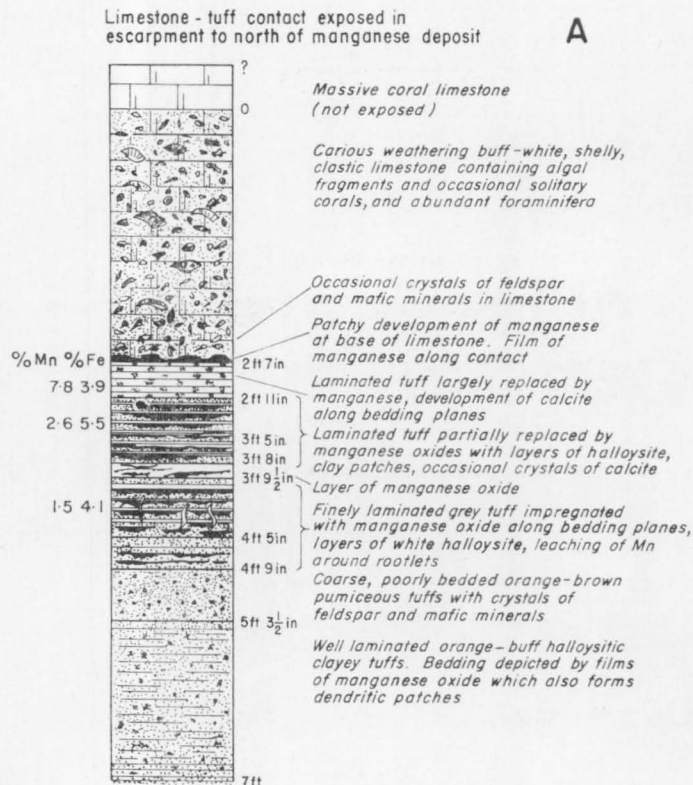 Limestone - tuff contact exposed in
escarpment to north of manganese deposit
A
?
Massive coral limestone
(not exposed)
0
Carious weathering buff-white, shelly,
clastic limestone containing algal
fragments and occasional solitary
corals, and abundant foraminifera
Occasional crystals of feldspar
and mafic minerals in limestone
Patchy development of manganese
at base of limestone. Film of
manganese along contact
%Mn %Fe
2ft 7in
7·8 3·9
Laminated tuff largely replaced by
manganese, development of calcite
along bedding planes
2ft 11in
2·6 5·5
Laminated tuff partially replaced by
manganese oxides with layers of halloysite,
clay patches, occasional crystals of calcite
3ft 5in
3ft 8in
3ft 9½in
Layer of manganese oxide
1·5 4·1
Finely laminated grey tuff impregnated
with manganese oxide along bedding planes,
layers of white halloysite, leaching of Mn
around rootlets
4ft 5in
4ft 9in
Coarse, poorly bedded orange-brown
pumiceous tuffs with crystals of
feldspar and mafic minerals
5ft 3½in
Well laminated orange-buff halloysitic
clayey tuffs. Bedding depicted by films
of manganese oxide which also forms
dendritic patches
7ft